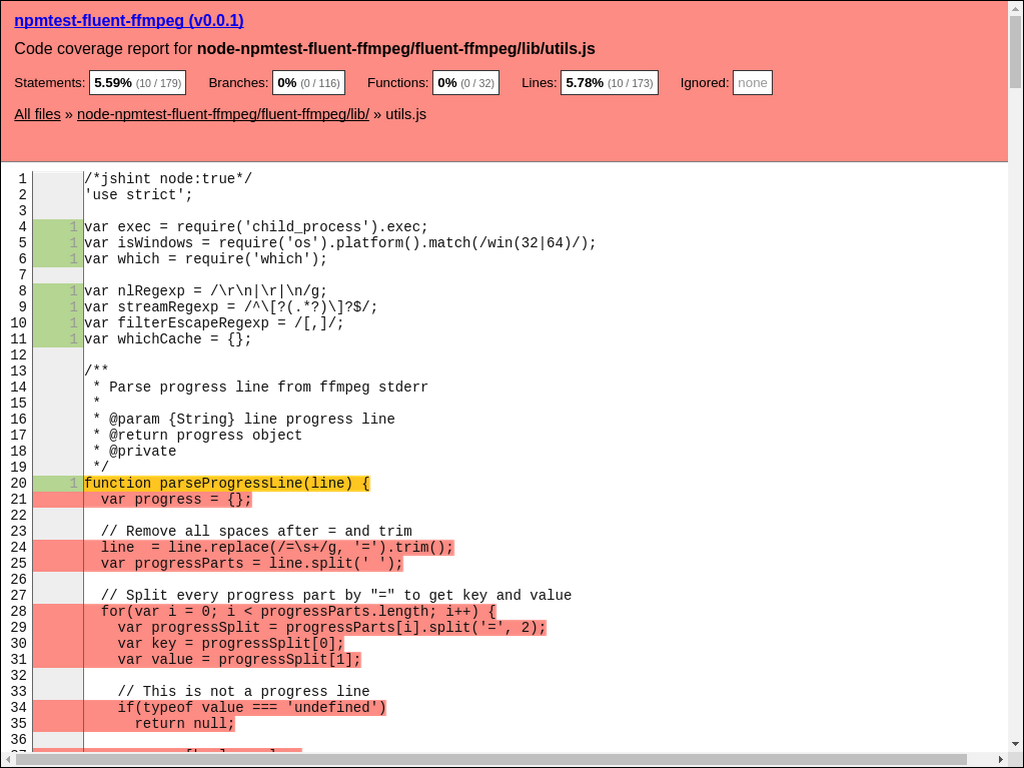 npmtest-fluent-ffmpeg (v0.0.1)
Code coverage report for node-npmtest-fluent-ffmpeg/fluent-ffmpeg/lib/utils.js
Statements: 5.59% (10 / 179) Branches: 0% (0 / 116) Functions: 0% (0 / 32) Lines: 5.78% (10 / 173) Ignored: none
All files » node-npmtest-fluent-ffmpeg/fluent-ffmpeg/lib/ » utils.js
1 /*jshint node:true*/
2 'use strict';
3
4 1 var exec = require('child_process').exec;
5 1 var isWindows = require('os').platform().match(/win(32|64)/);
6 1 var which = require('which');
7
8 1 var nlRegexp = /\r\n|\r|\n/g;
9 1 var streamRegexp = /^\[?(.*?)\]?$/;
10 1 var filterEscapeRegexp = /[,]/;
11 1 var whichCache = {};
12
13 /**
14  * Parse progress line from ffmpeg stderr
15  *
16  * @param {String} line progress line
17  * @return progress object
18  * @private
19  */
20 1 function parseProgressLine(line) {
21   var progress = {};
22
23   // Remove all spaces after = and trim
24   line  = line.replace(/=\s+/g, '=').trim();
25   var progressParts = line.split(' ');
26
27   // Split every progress part by "=" to get key and value
28   for(var i = 0; i < progressParts.length; i++) {
29     var progressSplit = progressParts[i].split('=', 2);
30     var key = progressSplit[0];
31     var value = progressSplit[1];
32
33     // This is not a progress line
34     if(typeof value === 'undefined')
35       return null;
36